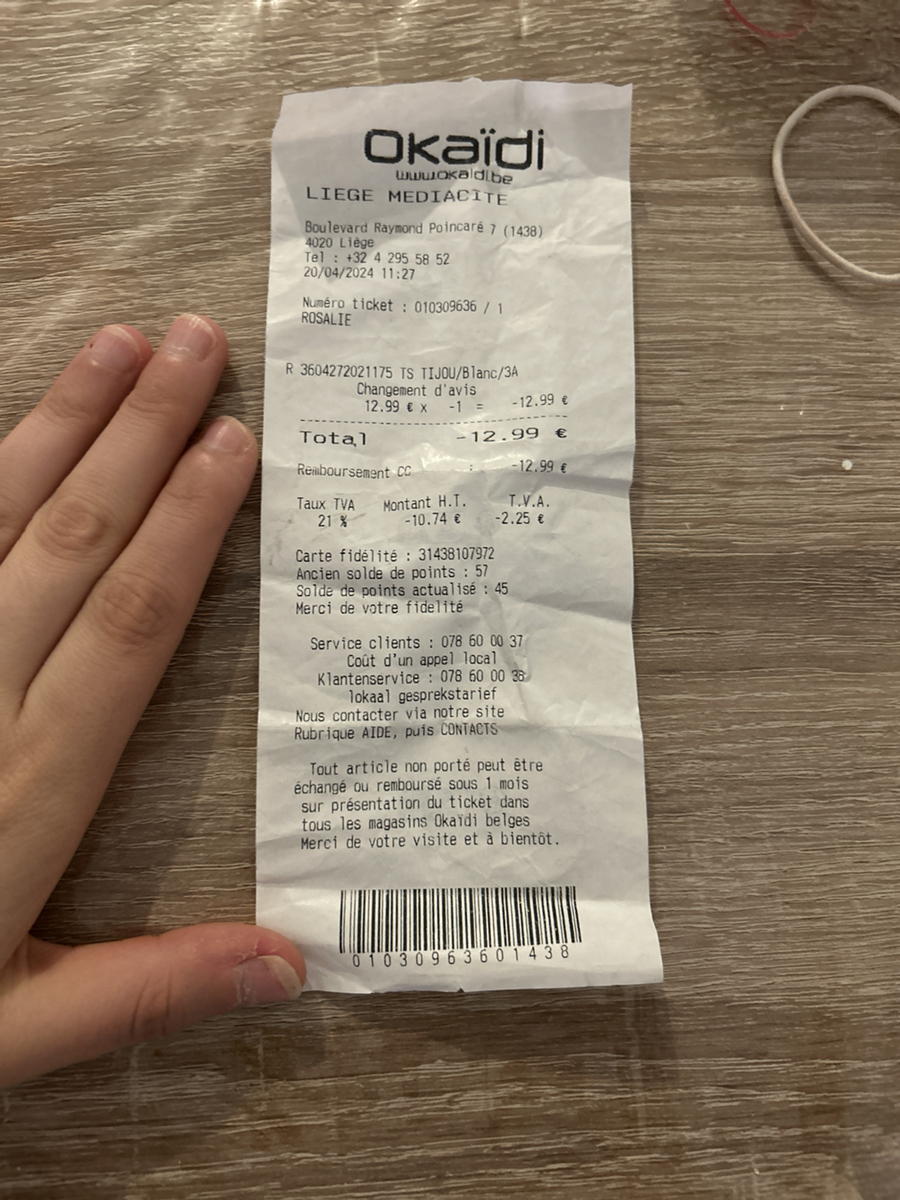 Okaïdi
www.okaidi.be
LIEGE MEDIACITE
Boulevard Raymond Poincaré 7 (1438)
4020 Liège
Tel : +32 4 295 58 52
20/04/2024 11:27
Numéro ticket : 010309636 / 1
ROSALIE
R 3604272021175 TS TIJOU/Blanc/3A
Changement d'avis
12.99 € x -1 = -12.99 €
Total -12.99 €
Remboursement CC : -12.99 €
Taux TVA Montant H.T. T.V.A.
21 % -10.74 € -2.25 €
Carte fidélité : 31438107972
Ancien solde de points : 57
Solde de points actualisé : 45
Merci de votre fidelité
Service clients : 078 60 00 37
Coût d'un appel local
Klantenservice : 078 60 00 38
lokaal gesprekstarief
Nous contacter via notre site
Rubrique AIDE, puis CONTACTS
Tout article non porté peut être
échangé ou remboursé sous 1 mois
sur présentation du ticket dans
tous les magasins Okaïdi belges
Merci de votre visite et à bientôt.
01030963601438